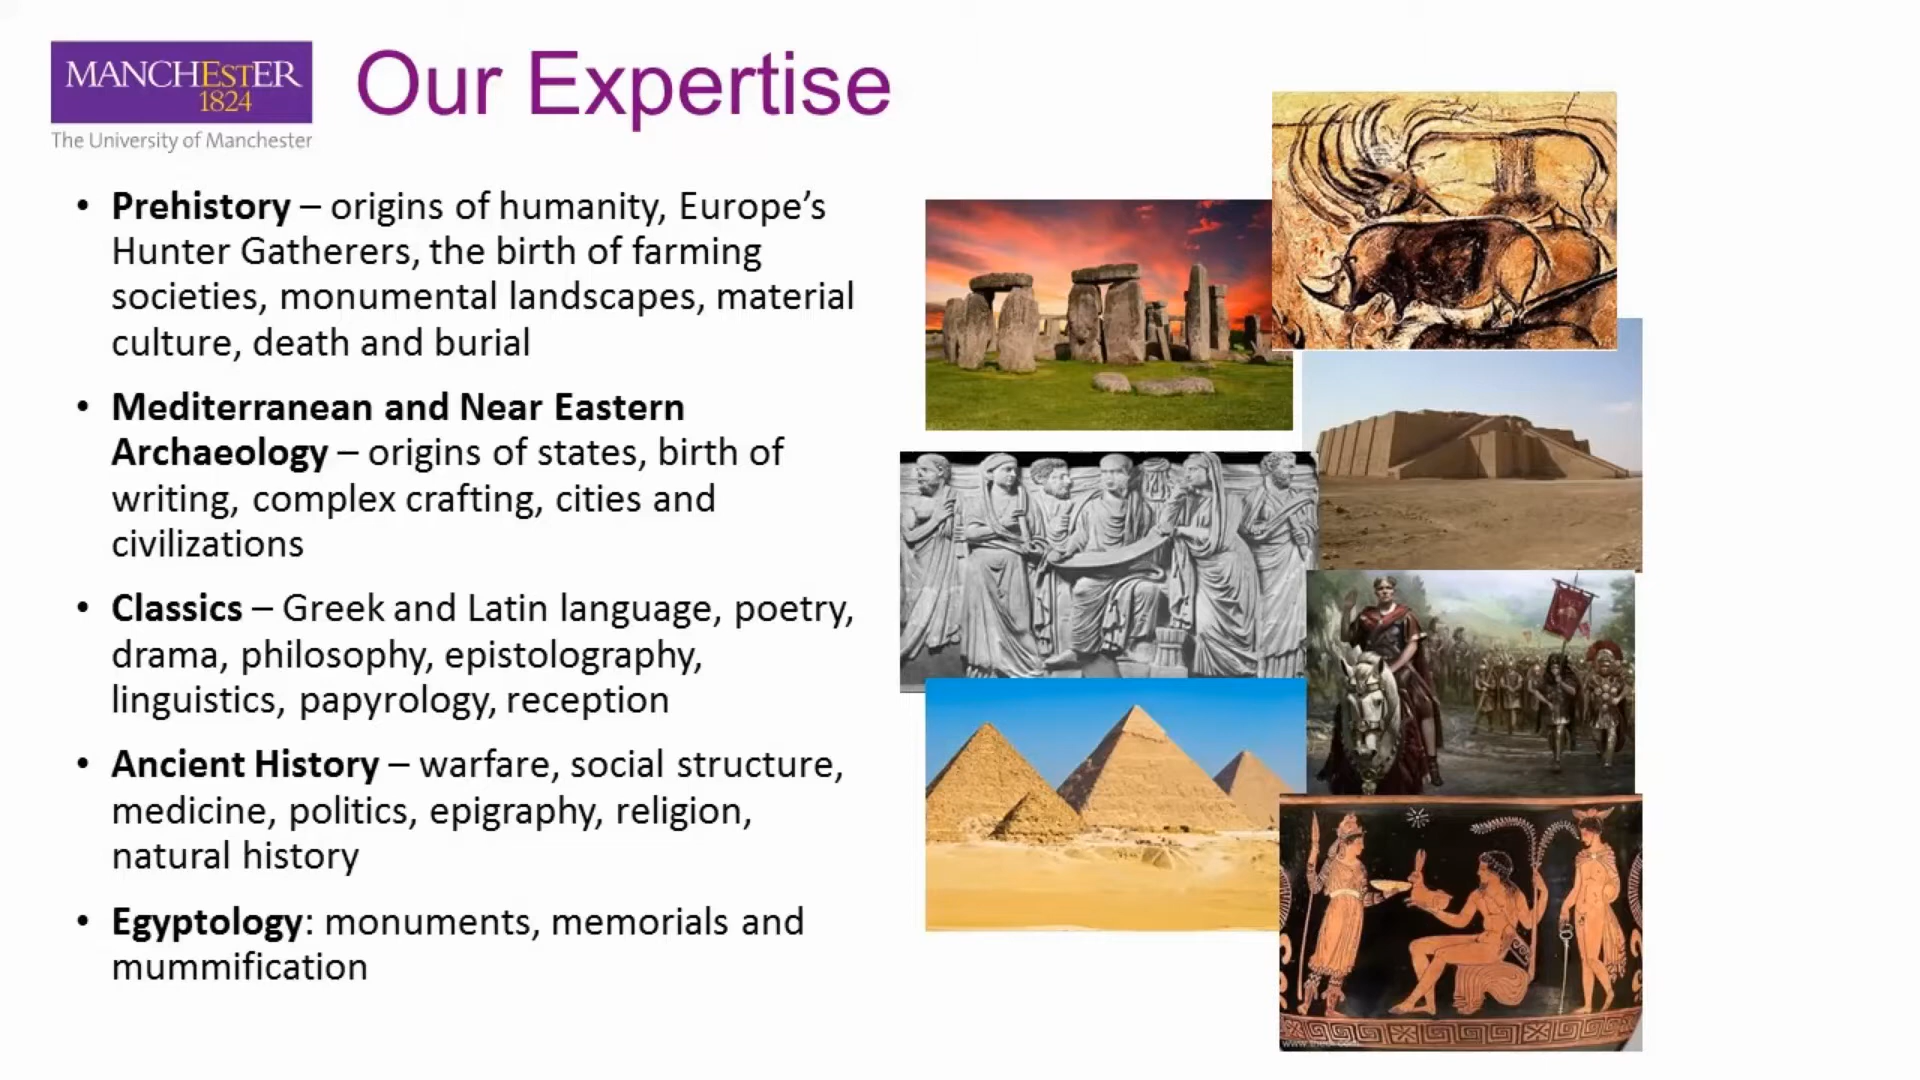 MANCHEsTER
1824
The University of Manchester
Our Expertise
• Prehistory – origins of humanity, Europe’s
Hunter Gatherers, the birth of farming
societies, monumental landscapes, material
culture, death and burial
• Mediterranean and Near Eastern
Archaeology – origins of states, birth of
writing, complex crafting, cities and
civilizations
• Classics – Greek and Latin language, poetry,
drama, philosophy, epistolography,
linguistics, papyrology, reception
• Ancient History – warfare, social structure,
medicine, politics, epigraphy, religion,
natural history
• Egyptology: monuments, memorials and
mummification